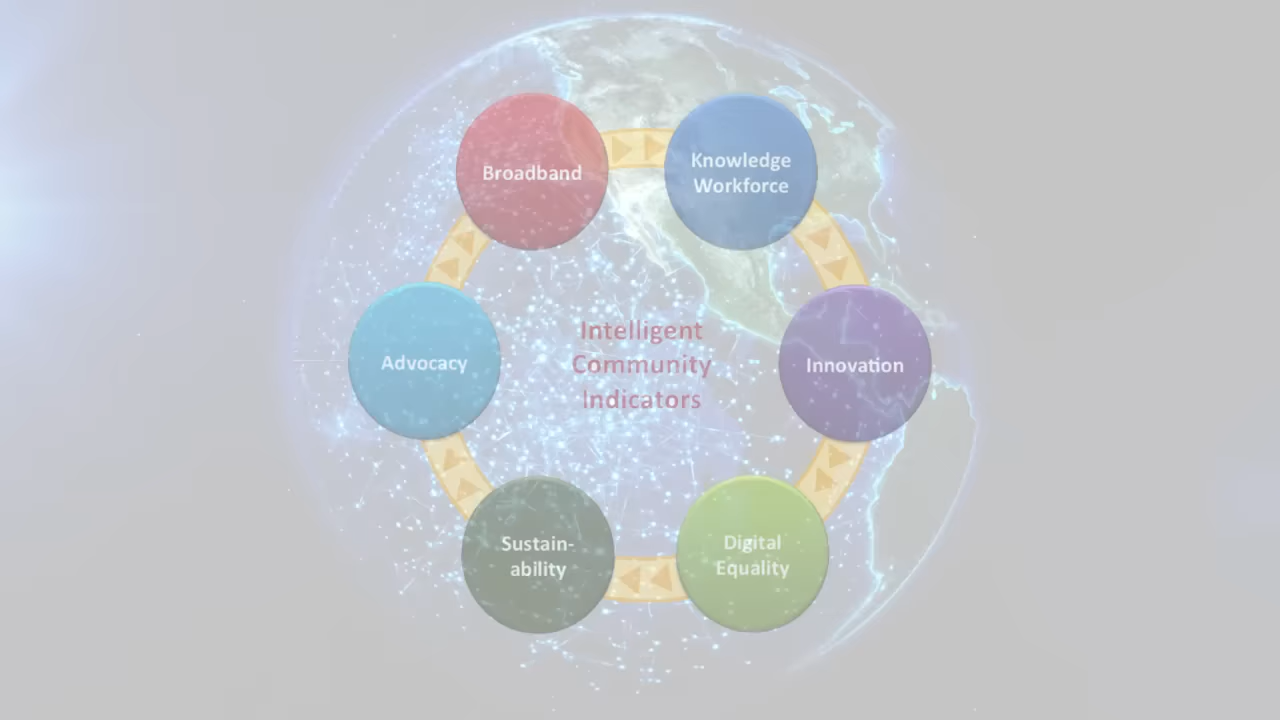 Broadband
Knowledge
Workforce
Advocacy
Intelligent
Community
Indicators
Innovation
Sustain-
ability
Digital
Equality